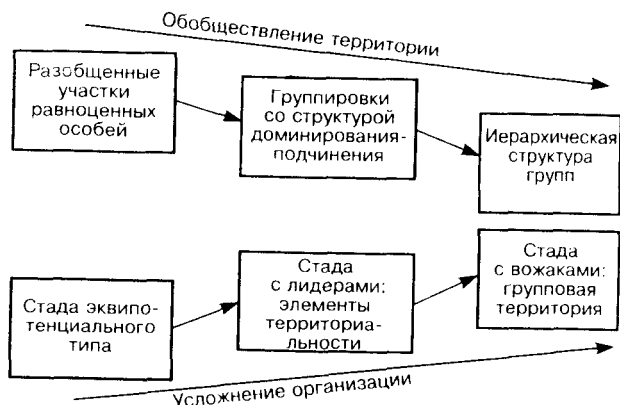 Обобществление территории
Разобщенные
участки
равноценных
особей
Группировки
со структурой
доминирования-
подчинения
Иерархическая
структура
групп
Стада эквипо-
тенциального
типа
Стада
с лидерами:
элементы
территориа-
льности
Стада
с вожаками:
групповая
территория
Усложнение организации